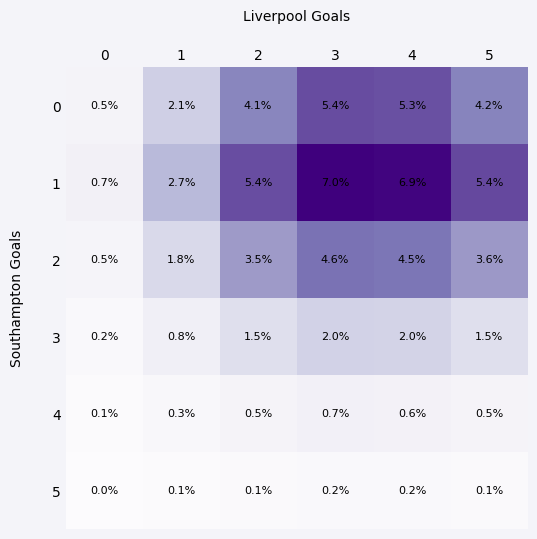 Liverpool Goals
0 1 2 3 4 5
0 0.5% 2.1% 4.1% 5.4% 5.3% 4.2%
1 0.7% 2.7% 5.4% 7.0% 6.9% 5.4%
Southampton Goals
2 0.5% 1.8% 3.5% 4.6% 4.5% 3.6%
3 0.2% 0.8% 1.5% 2.0% 2.0% 1.5%
4 0.1% 0.3% 0.5% 0.7% 0.6% 0.5%
5 0.0% 0.1% 0.1% 0.2% 0.2% 0.1%